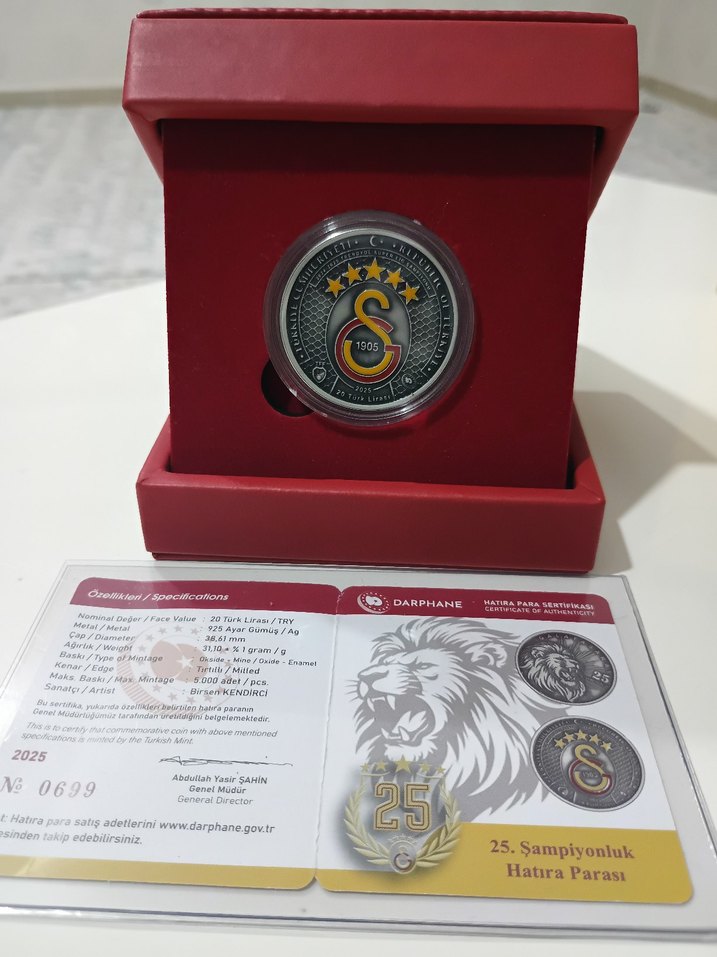 TÜRKİYE CUMHURİYETİ
REPUBLIC OF TÜRKİYE
1905
2025
20 Türk Lirası
Özellikleri / Specifications
Nominal Değer / Face Value : 20 Türk Lirası / TRY
Metal / Metal : 925 Ayar Gümüş / Ag
Çap / Diameter : 38,61 mm
Ağırlık / Weight : 31,10 ± % 1 gram / g
Baskı / Type of Mintage : Okside - Mine / Oxide - Enamel
Kenar / Edge : Tırtıllı / Milled
Maks. Baskı / Max. Mintage : 5.000 adet / pcs.
Sanatçı / Artist : Birsen KENDİRCİ
Bu sertifika, yukarıda özellikleri belirtilen hatıra paranın
Genel Müdürlüğümüz tarafından üretildiğini belgelemektedir.
This is to certify that commemorative coin with above mentioned
specifications is minted by the Turkish Mint.
2025
№ 0699
Abdullah Yasir ŞAHİN
Genel Müdür
General Director
t: Hatıra para satış adetlerini www.darphane.gov.tr
esinden takip edebilirsiniz.
DARPHANE
HATIRA PARA SERTİFİKASI
CERTIFICATE OF AUTHENTICITY
25
1905
25
25. Şampiyonluk
Hatıra Parası